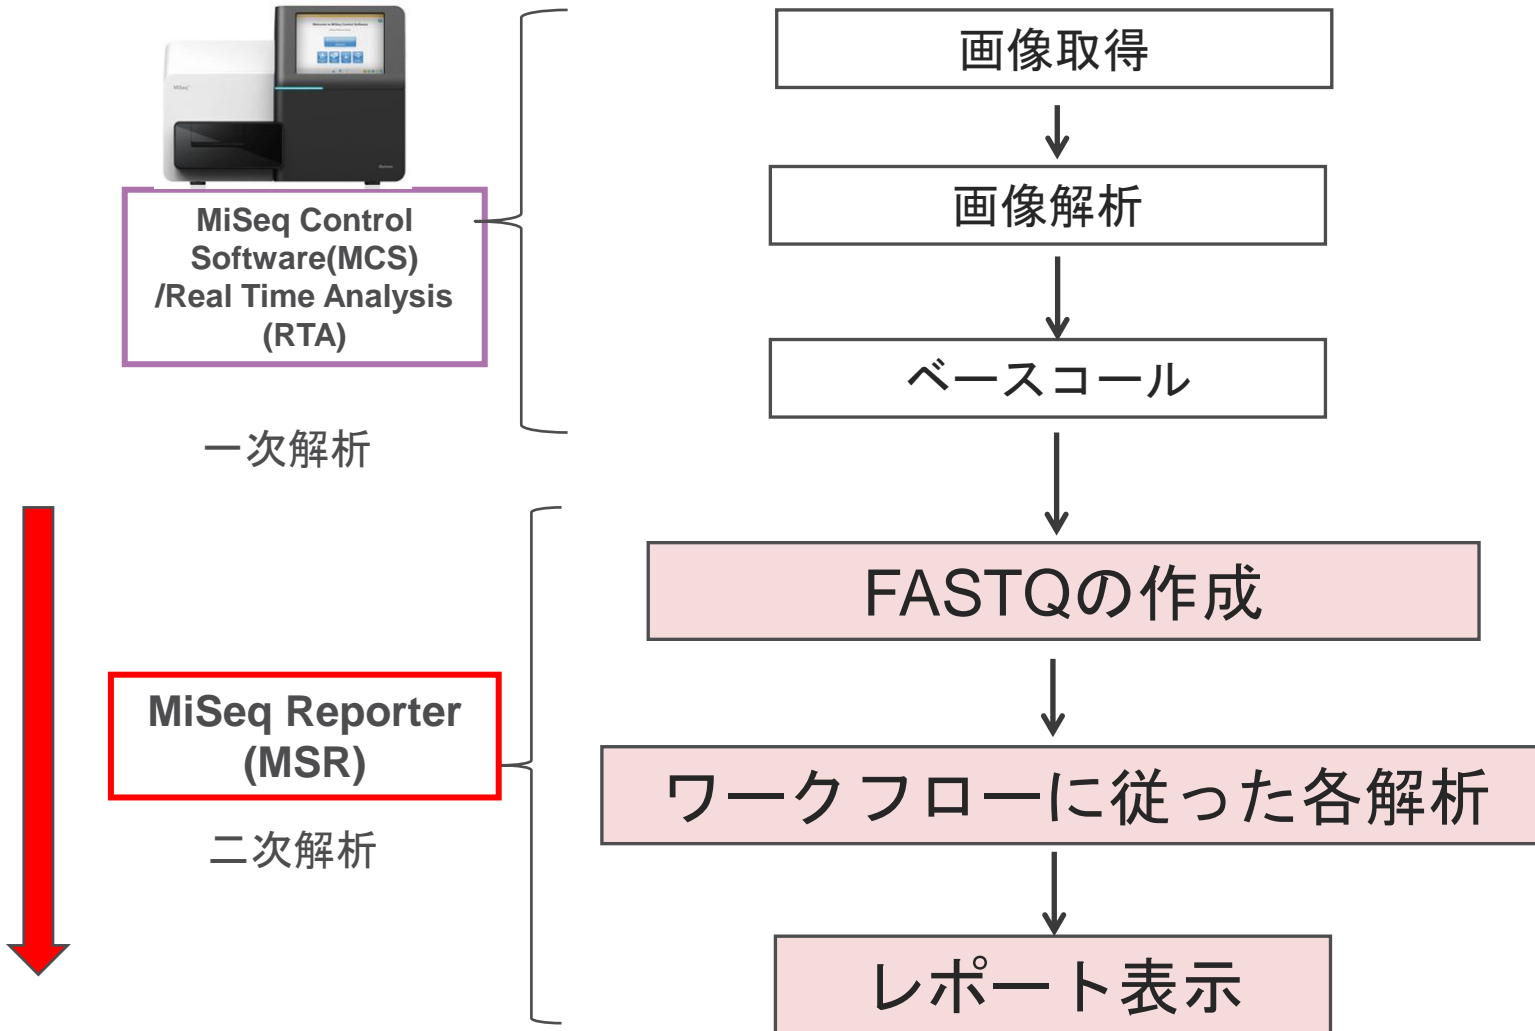 画像取得
画像解析
ベースコール
MiSeq Control
Software(MCS)
/Real Time Analysis
(RTA)
一次解析
FASTQの作成
ワークフローに従った各解析
レポート表示
MiSeq Reporter
(MSR)
二次解析